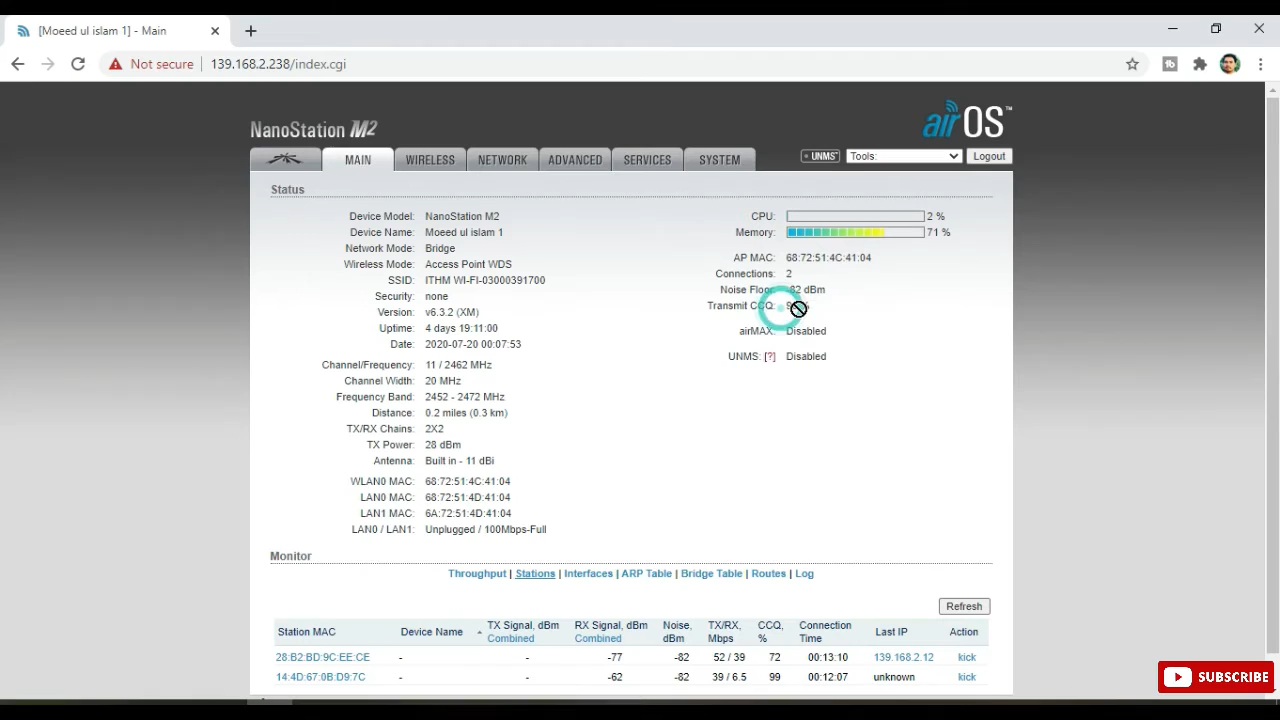 [Moeed ul islam 1] - Main
Not secure
139.168.2.238/index.cgi
NanoStation M2
airOS™
MAIN
WIRELESS
NETWORK
ADVANCED
SERVICES
SYSTEM
UNMS™
Tools:
Logout
Status
Device Model: NanoStation M2
Device Name: Moeed ul islam 1
Network Mode: Bridge
Wireless Mode: Access Point WDS
SSID: ITHM WI-FI-03000391700
Security: none
Version: v6.3.2 (XM)
Uptime: 4 days 19:11:00
Date: 2020-07-20 00:07:53
Channel/Frequency: 11 / 2462 MHz
Channel Width: 20 MHz
Frequency Band: 2452 - 2472 MHz
Distance: 0.2 miles (0.3 km)
TX/RX Chains: 2X2
TX Power: 28 dBm
Antenna: Built in - 11 dBi
WLAN0 MAC: 68:72:51:4C:41:04
LAN0 MAC: 68:72:51:4D:41:04
LAN1 MAC: 6A:72:51:4D:41:04
LAN0 / LAN1: Unplugged / 100Mbps-Full
CPU: 2 %
Memory: 71 %
AP MAC: 68:72:51:4C:41:04
Connections: 2
Noise Floor: -82 dBm
Transmit CCQ:
airMAX: Disabled
UNMS: [?] Disabled
Monitor
Throughput | Stations | Interfaces | ARP Table | Bridge Table | Routes | Log
Refresh
Station MAC Device Name TX Signal, dBm Combined RX Signal, dBm Combined Noise, dBm TX/RX, Mbps CCQ, % Connection Time Last IP Action
28:B2:BD:9C:EE:CE - - -77 -82 52 / 39 72 00:13:10 139.168.2.12 kick
14:4D:67:0B:D9:7C - - -62 -82 39 / 6.5 99 00:12:07 unknown kick
SUBSCRIBE